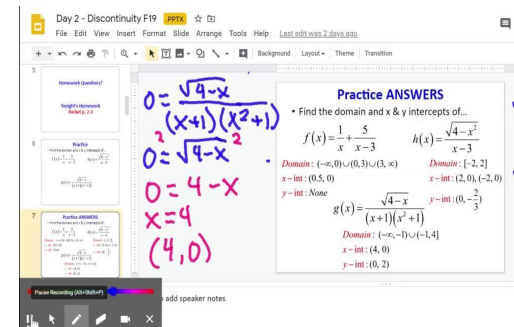 Day 2 - Discontinuity F19 .PPTX
File Edit View Insert Format Slide Arrange Tools Help Last edit was 2 days ago
Background Layout Theme Transition
5
Homework Questions?
Tonight's Homework
Packet p. 2-3
6
Practice
7
Practice ANSWERS
0 = √(4-x) / (x+1)(x²+1)
0² = √(4-x)²
0 = 4 - x
x = 4
(4, 0)
Practice ANSWERS
• Find the domain and x & y intercepts of...
f(x) = 1/x + 5/(x-3) h(x) = √(4-x²)/(x-3)
Domain: (-∞, 0)∪(0, 3)∪(3, ∞) Domain: [-2, 2]
x-int: (0.5, 0) x-int: (2, 0), (-2, 0)
y-int: None y-int: (0, -2/3)
g(x) = √(4-x) / (x+1)(x²+1)
Domain: (-∞, -1)∪(-1, 4]
x-int: (4, 0)
y-int: (0, 2)
Pause Recording (Alt+Shift+P)
add speaker notes